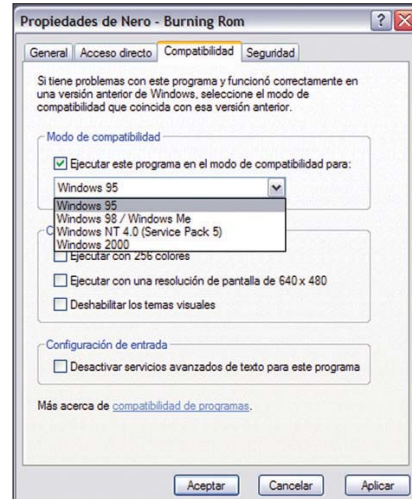 Propiedades de Nero - Burning Rom
General Acceso directo Compatibilidad Seguridad
Si tiene problemas con este programa y funcionó correctamente en
una versión anterior de Windows, seleccione el modo de
compatibilidad que coincida con esa versión anterior.
Modo de compatibilidad
Ejecutar este programa en el modo de compatibilidad para:
Windows 95
Windows 95
Windows 98 / Windows Me
Windows NT 4.0 (Service Pack 5)
Windows 2000
Ejecutar con 256 colores
Ejecutar con una resolución de pantalla de 640 x 480
Deshabilitar los temas visuales
Configuración de entrada
Desactivar servicios avanzados de texto para este programa
Más acerca de compatibilidad de programas.
Aceptar Cancelar Aplicar